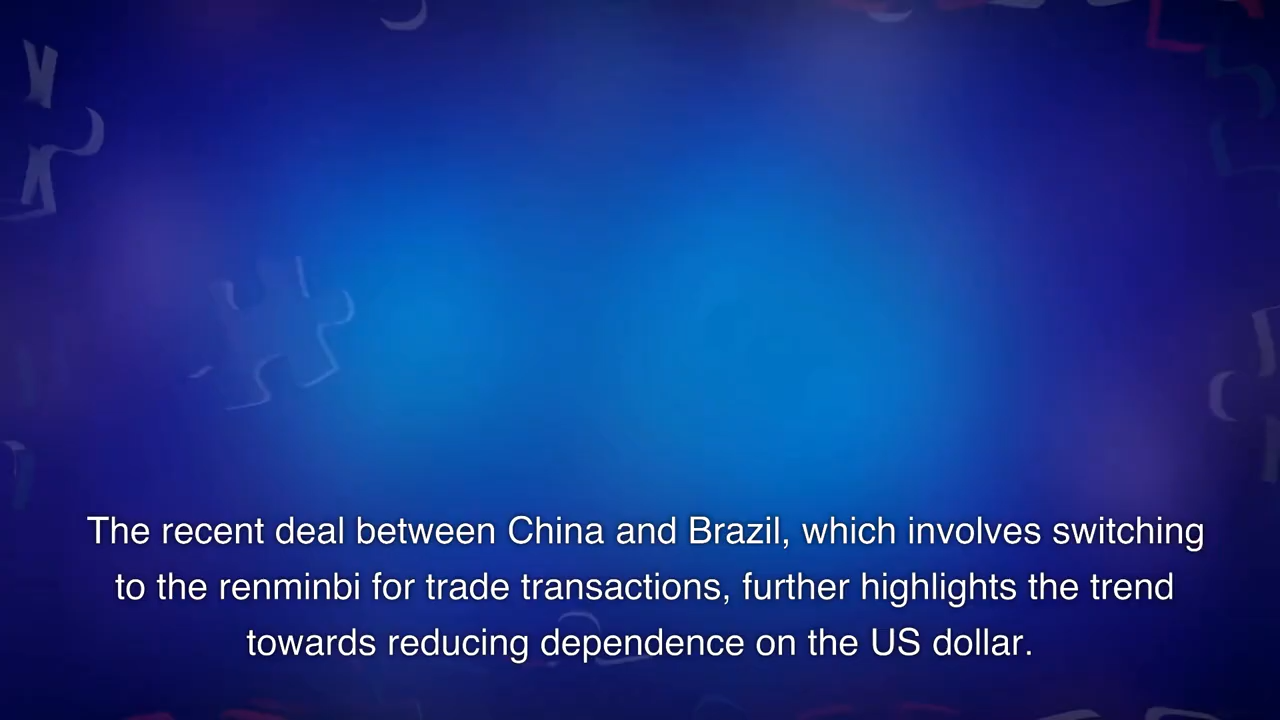 The recent deal between China and Brazil, which involves switching
to the renminbi for trade transactions, further highlights the trend
towards reducing dependence on the US dollar.